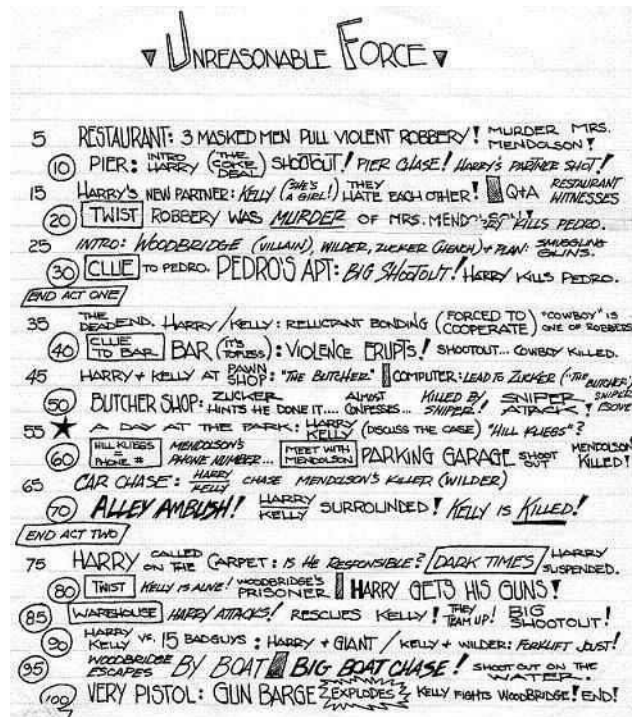 UNREASONABLE FORCE
5 RESTAURANT: 3 MASKED MEN PULL VIOLENT ROBBERY! MURDER MRS. MENDOLSON!
10 PIER: INTRO HARRY (THE COKE DEAL) SHOOTOUT! PIER CHASE! HARRY'S PARTNER SHOT!
15 HARRY'S NEW PARTNER: KELLY (SHE'S A GIRL!) THEY HATE EACH OTHER! Q+A RESTAURANT WITNESSES
20 TWIST ROBBERY WAS MURDER OF MRS. KILLS PEDRO.
25 INTRO: WOODBRIDGE (VILLAIN), WILDER, ZUCKER (HENCH) + PLAN: SMUGGLING GUNS.
30 CLUE TO PEDRO. PEDRO'S APT: BIG SHOOTOUT! HARRY KILLS PEDRO.
END ACT ONE
35 THE DEADEND. HARRY/KELLY: RELUCTANT BONDING (FORCED TO COOPERATE) "COWBOY" IS ONE OF ROBBERS
40 CLUE TO BAR BAR (IT'S TOPLESS): VIOLENCE ERUPTS! SHOOTOUT... COWBOY KILLED.
45 HARRY + KELLY AT PAWN SHOP: "THE BUTCHER" COMPUTER: LEAD TO ZUCKER ("THE BUTCHER")
50 BUTCHER SHOP: ZUCKER HINTS HE DONE IT.... ALMOST CONFESSES... KILLED BY SNIPER! SNIPER ATTACK!
55 ★ A DAY AT THE PARK: HARRY KELLY (DISCUSS THE CASE) "HILL KLIEGS"?
60 HILL KLIEGS = PHONE # MENDOLSON'S PHONE NUMBER... MEET WITH MENDOLSON PARKING GARAGE SHOOT OUT MENDOLSON KILLED!
65 CAR CHASE: HARRY KELLY CHASE MENDOLSON'S KILLER (WILDER)
70 ALLEY AMBUSH! HARRY KELLY SURROUNDED! KELLY IS KILLED!
END ACT TWO
75 HARRY CALLED ON THE CARPET: IS HE RESPONSIBLE? DARK TIMES HARRY SUSPENDED.
80 TWIST KELLY IS ALIVE! WOODBRIDGE'S PRISONER HARRY GETS HIS GUNS!
85 WAREHOUSE HARRY ATTACKS! RESCUES KELLY! THEY TEAM UP! BIG SHOOTOUT!
90 HARRY KELLY VS. 15 BADGUYS: HARRY + GIANT / KELLY + WILDER: FORKLIFT JOUST!
95 WOODBRIDGE ESCAPES BY BOAT BIG BOAT CHASE! SHOOT OUT ON THE WATER.
100 VERY PISTOL: GUN BARGE EXPLODES KELLY FIGHTS WOODBRIDGE! END!